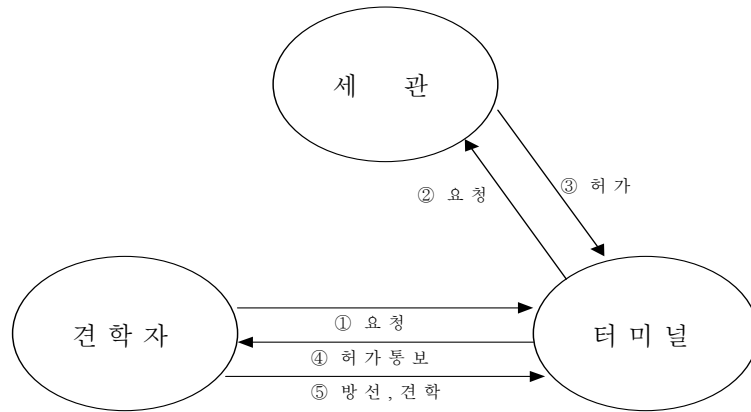 세 관
② 요청
③ 허가
견학자
① 요청
터미널
④ 허가통보
⑤ 방선,견학